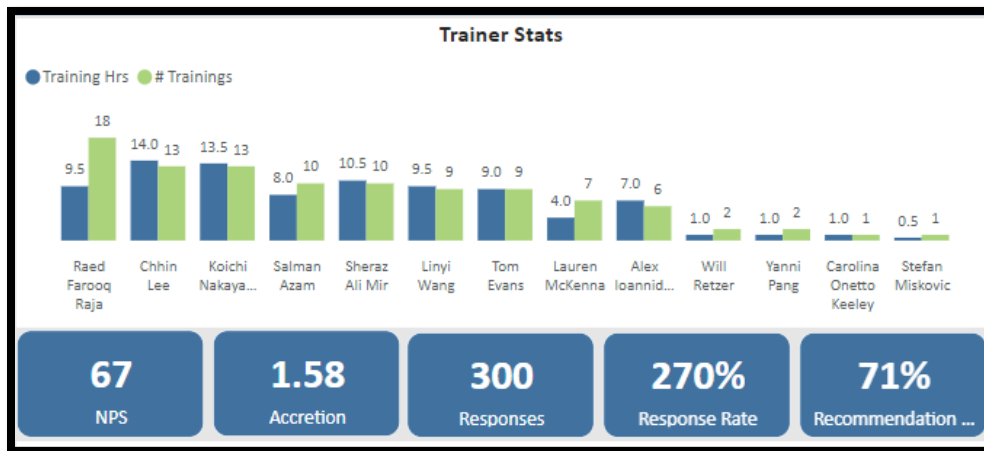 Trainer Stats
Training Hrs # Trainings
9.5 18 14.0 13 13.5 13 8.0 10 10.5 10 9.5 9 9.0 9 4.0 7 7.0 6 1.0 2 1.0 2 1.0 1 0.5 1
Raed Farooq Raja
Chhin Lee
Koichi Nakaya...
Salman Azam
Sheraz Ali Mir
Linyi Wang
Tom Evans
Lauren McKenna
Alex Ioannid...
Will Retzer
Yanni Pang
Carolina Onetto Keeley
Stefan Miskovic
67
NPS
1.58
Accretion
300
Responses
270%
Response Rate
71%
Recommendation ...